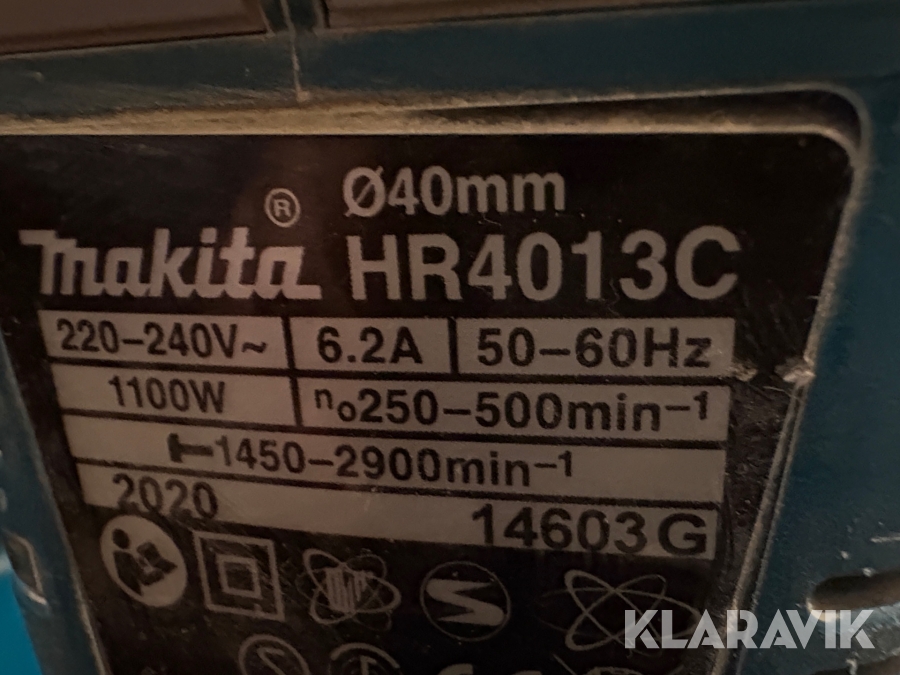 Ø40mm
makita® HR4013C
220-240V~ 6.2A 50-60Hz
1100W n₀250-500min⁻¹
1450-2900min⁻¹
2020 14603G
KLARAVIK